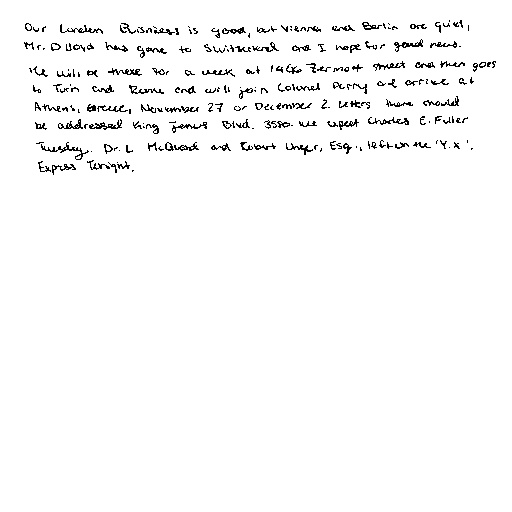 Our London Business is good, but Vienna and Berlin are quiet,
Mr. D Lloyd has gone to Switzerland and I hope for good news.
He will be there for a week at 1496 Zermott street and then goes
to Turin and Rome and will join Colonel Parry and arrive at
Athens, Greece, November 27 or December 2. Letters there should
be addressed King James Blvd. 3580. We expect Charles E. Fuller
Tuesday. Dr. L McQuaid and Robert Unger, Esq., left on the 'Y.X',
Express Tonight.